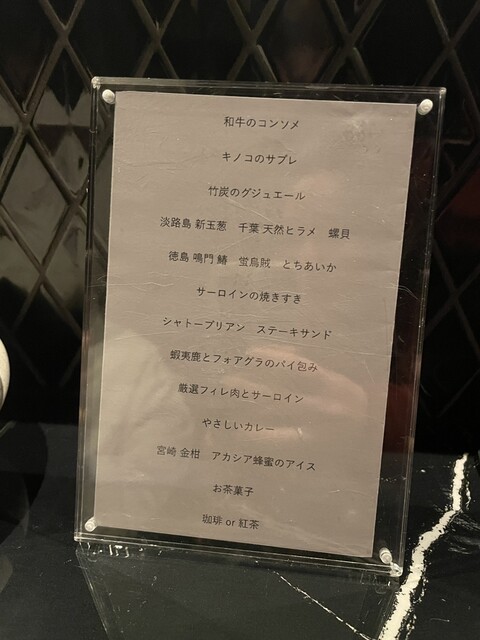 和牛のコンソメ
キノコのサブレ
竹炭のグジュエール
淡路島 新玉葱　千葉 天然ヒラメ　螺貝
徳島 鳴門 鰆　蛍烏賊　とちあいか
サーロインの焼きすき
シャトーブリアン　ステーキサンド
蝦夷鹿とフォアグラのパイ包み
厳選フィレ肉とサーロイン
やさしいカレー
宮崎 金柑　アカシア蜂蜜のアイス
お茶菓子
珈琲 or 紅茶